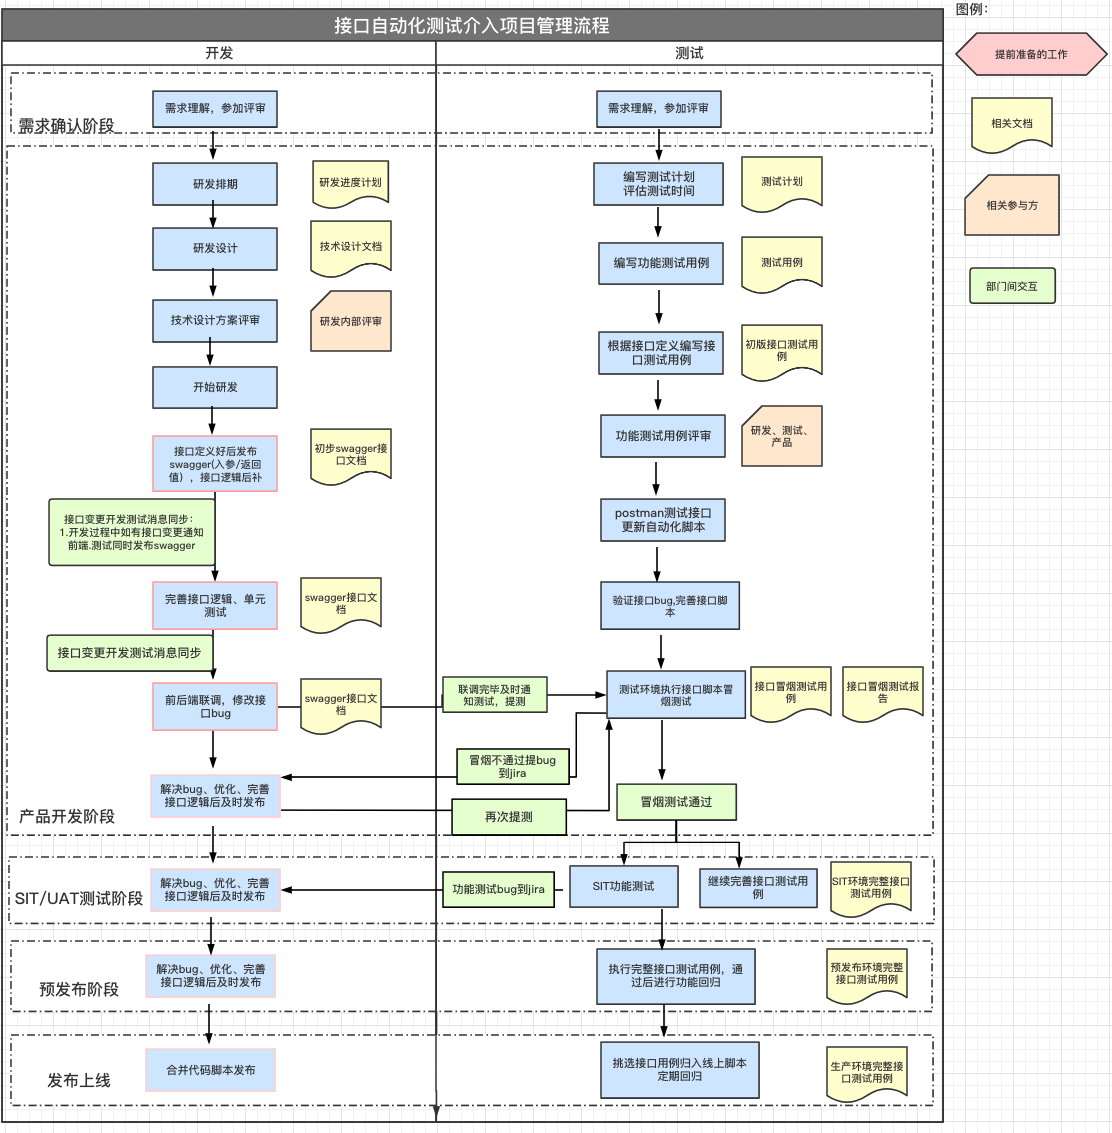 接口自动化测试介入项目管理流程
图例：
开发
测试
提前准备的工作
相关文档
相关参与方
部门间交互
需求理解，参加评审
需求理解，参加评审
需求确认阶段
研发排期
研发进度计划
编写测试计划
评估测试时间
测试计划
研发设计
技术设计文档
编写功能测试用例
测试用例
技术设计方案评审
研发内部评审
根据接口定义编写接
口测试用例
初版接口测试用
例
开始研发
功能测试用例评审
研发、测试、
产品
接口定义好后发布
swagger(入参/返回
值），接口逻辑后补
初步swagger接
口文档
接口变更开发测试消息同步：
1.开发过程中如有接口变更通知
前端.测试同时发布swagger
postman测试接口
更新自动化脚本
完善接口逻辑、单元
测试
swagger接口文
档
验证接口bug,完善接口脚
本
接口变更开发测试消息同步
前后端联调，修改接
口bug
swagger接口文
档
联调完毕及时通
知测试，提测
测试环境执行接口脚本冒
烟测试
接口冒烟测试用
例
接口冒烟测试报
告
冒烟不通过提bug
到jira
解决bug、优化、完善
接口逻辑后及时发布
再次提测
冒烟测试通过
产品开发阶段
SIT/UAT测试阶段
解决bug、优化、完善
接口逻辑后及时发布
功能测试bug到jira
SIT功能测试
继续完善接口测试用
例
SIT环境完整接口
测试用例
预发布阶段
解决bug、优化、完善
接口逻辑后及时发布
执行完整接口测试用例，通
过后进行功能回归
预发布环境完整
接口测试用例
发布上线
合并代码脚本发布
挑选接口用例归入线上脚本
定期回归
生产环境完整接
口测试用例